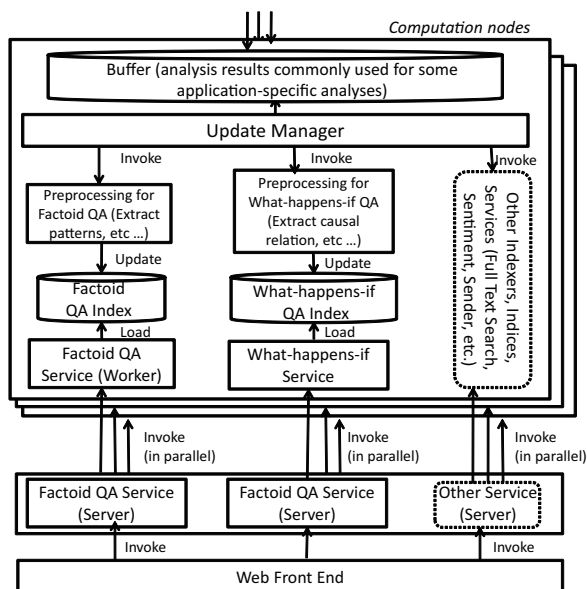 Computation nodes
Buffer (analysis results commonly used for some
application-specific analyses)
Update Manager
Invoke
Invoke
Invoke
Preprocessing for
Factoid QA (Extract
patterns, etc ...)
Preprocessing for
What-happens-if QA
(Extract causal
relation, etc ...)
Other Indexers, Indices,
Services (Full Text Search,
Sentiment, Sender, etc.)
Update
Update
Factoid
QA Index
What-happens-if
QA Index
Load
Load
Factoid QA
Service (Worker)
What-happens-if
Service
Invoke
(in parallel)
Invoke
(in parallel)
Invoke
(in parallel)
Factoid QA Service
(Server)
Factoid QA Service
(Server)
Other Service
(Server)
Invoke
Invoke
Invoke
Web Front End